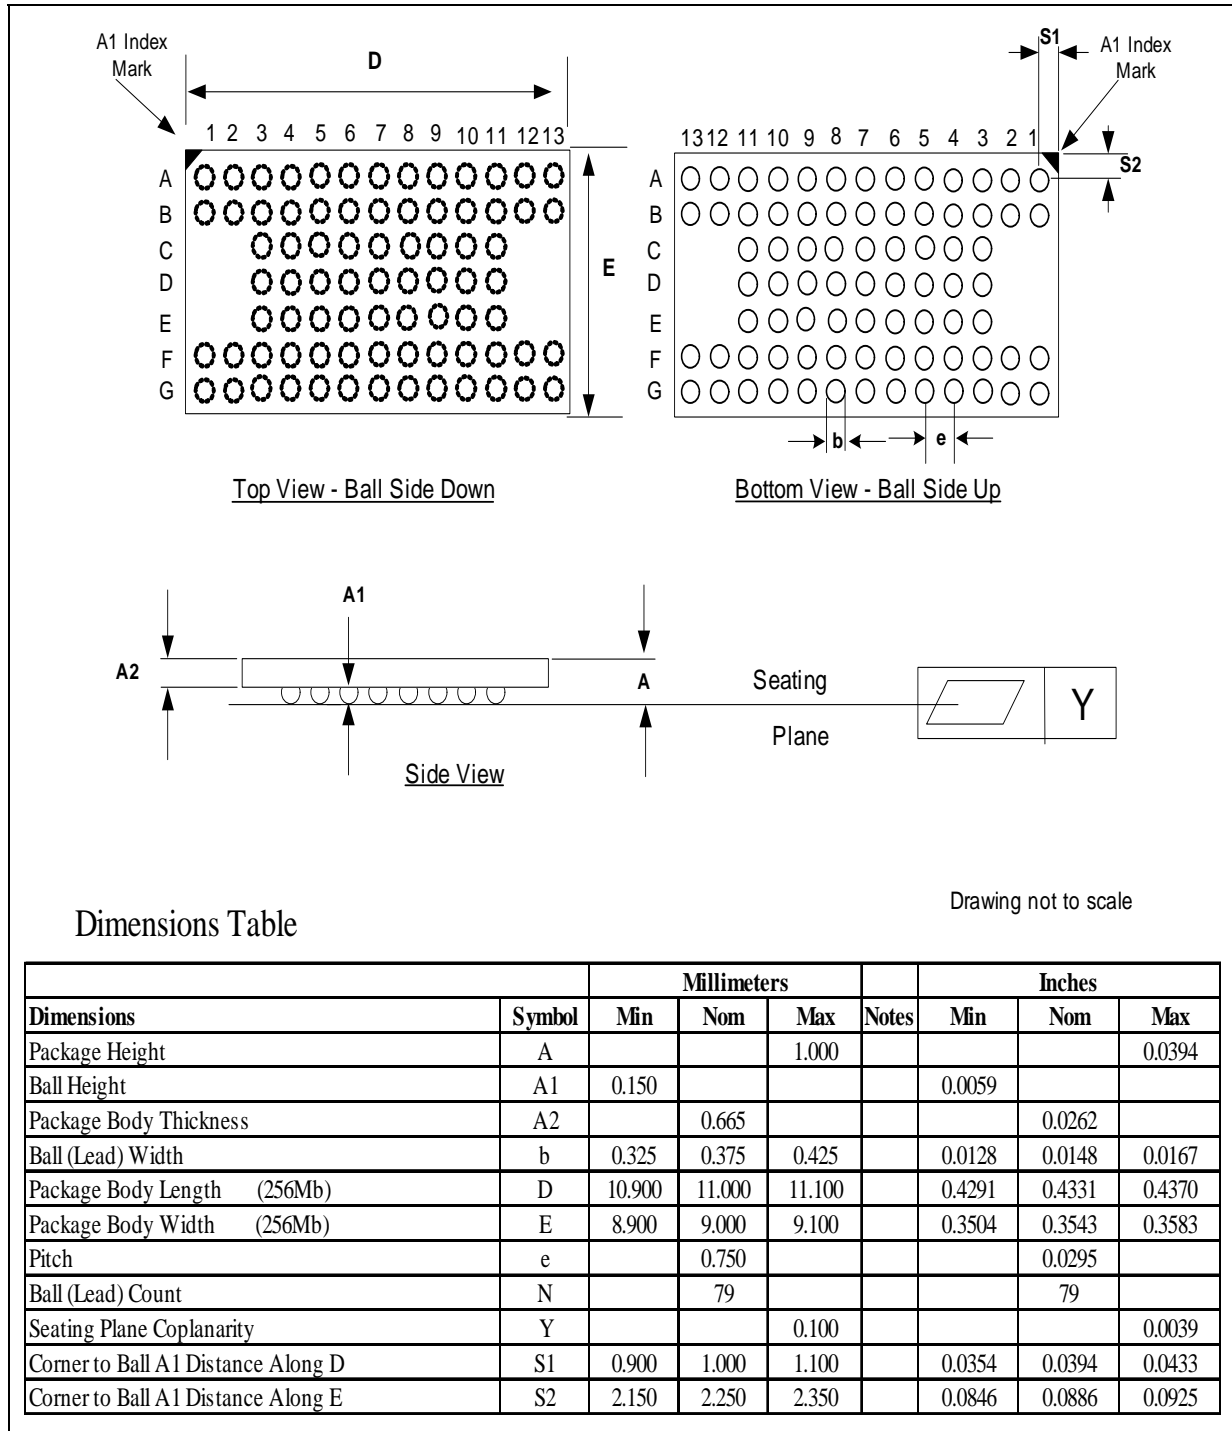 A1 Index
Mark
D
1 2 3 4 5 6 7 8 9 10 11 12 13
A
B
C
D
E
F
G
E
Top View - Ball Side Down
S1
A1 Index
Mark
13 12 11 10 9 8 7 6 5 4 3 2 1
S2
A
B
C
D
E
F
G
b
e
Bottom View - Ball Side Up
A1
A2
A
Seating
Plane
Y
Side View
Drawing not to scale
Dimensions Table
Millimeters Inches
Dimensions Symbol Min Nom Max Notes Min Nom Max
Package Height A 1.000 0.0394
Ball Height A1 0.150 0.0059
Package Body Thickness A2 0.665 0.0262
Ball (Lead) Width b 0.325 0.375 0.425 0.0128 0.0148 0.0167
Package Body Length (256Mb) D 10.900 11.000 11.100 0.4291 0.4331 0.4370
Package Body Width (256Mb) E 8.900 9.000 9.100 0.3504 0.3543 0.3583
Pitch e 0.750 0.0295
Ball (Lead) Count N 79 79
Seating Plane Coplanarity Y 0.100 0.0039
Corner to Ball A1 Distance Along D S1 0.900 1.000 1.100 0.0354 0.0394 0.0433
Corner to Ball A1 Distance Along E S2 2.150 2.250 2.350 0.0846 0.0886 0.0925